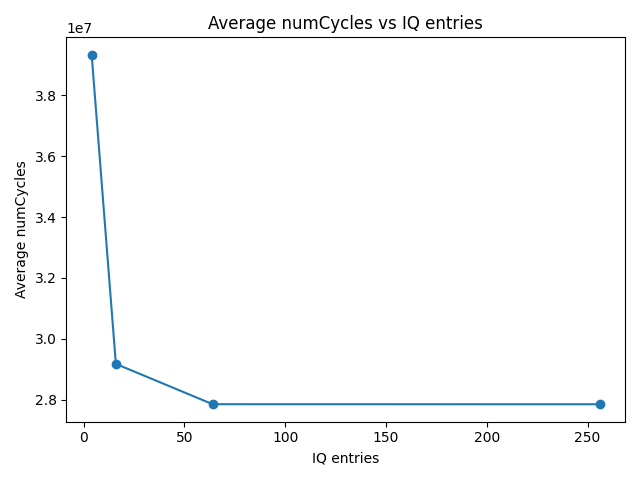 Average numCycles vs IQ entries
1e7
3.8
3.6
3.4
3.2
3.0
2.8
Average numCycles
0 50 100 150 200 250
IQ entries